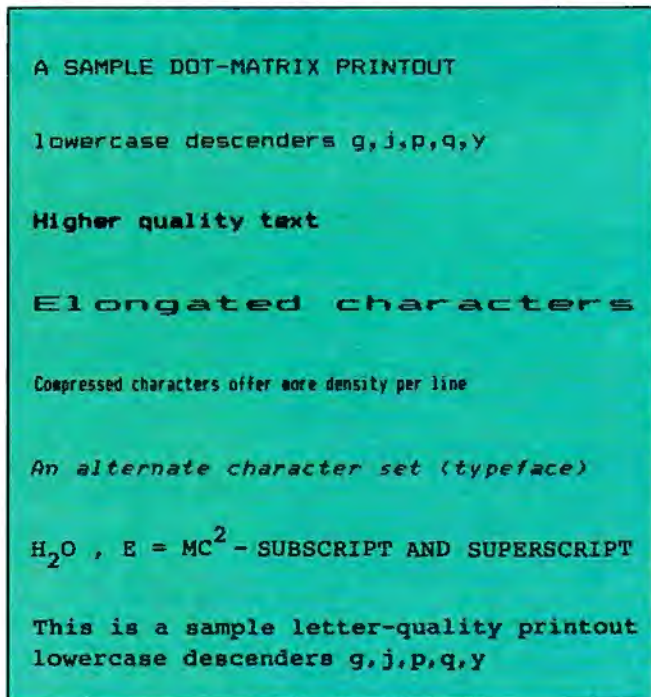 A SAMPLE DOT-MATRIX PRINTOUT
lowercase descenders g,j,p,q,y
Higher quality text
Elongated characters
Compressed characters offer more density per line
An alternate character set (typeface)
H₂O , E = MC² - SUBSCRIPT AND SUPERSCRIPT
This is a sample letter-quality printout
lowercase descenders g,j,p,q,y